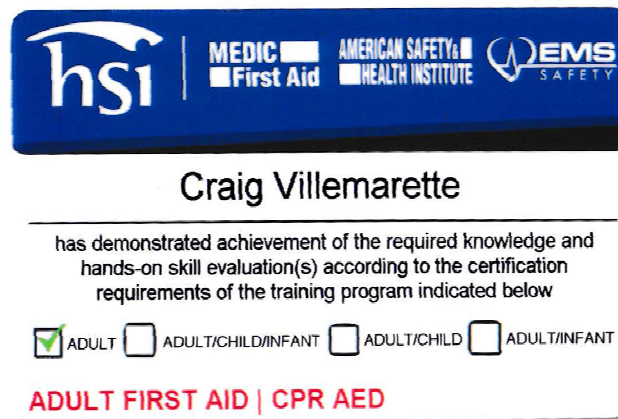 hsi
MEDIC
First Aid
AMERICAN SAFETY &
HEALTH INSTITUTE
EMS
SAFETY
Craig Villemarette
has demonstrated achievement of the required knowledge and
hands-on skill evaluation(s) according to the certification
requirements of the training program indicated below
ADULT ADULT/CHILD/INFANT ADULT/CHILD ADULT/INFANT
ADULT FIRST AID | CPR AED